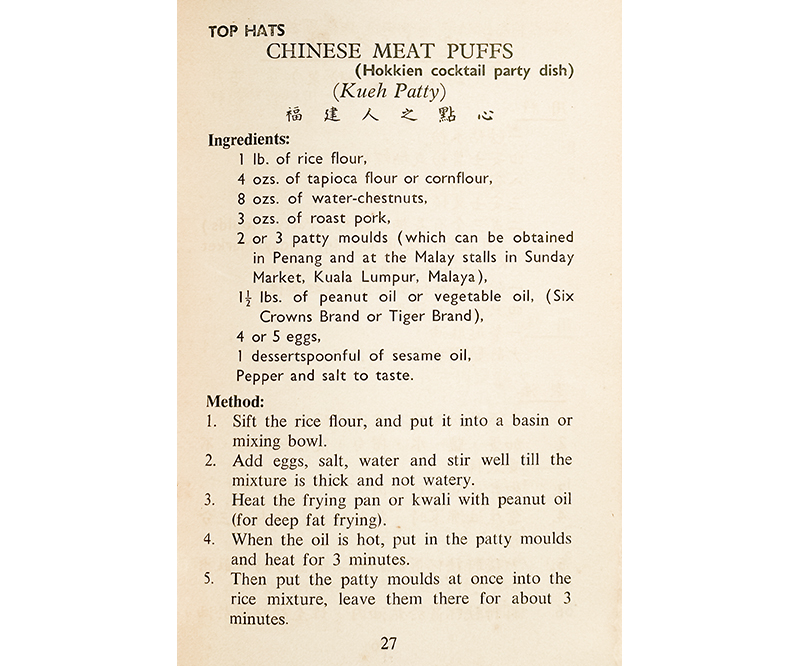 TOP HATS
CHINESE MEAT PUFFS
(Hokkien cocktail party dish)
(Kueh Patty)
福 建 人 之 點 心
Ingredients:
1 lb. of rice flour,
4 ozs. of tapioca flour or cornflour,
8 ozs. of water-chestnuts,
3 ozs. of roast pork,
2 or 3 patty moulds (which can be obtained
in Penang and at the Malay stalls in Sunday
Market, Kuala Lumpur, Malaya),
1½ lbs. of peanut oil or vegetable oil, (Six
Crowns Brand or Tiger Brand),
4 or 5 eggs,
1 dessertspoonful of sesame oil,
Pepper and salt to taste.
Method:
1. Sift the rice flour, and put it into a basin or
mixing bowl.
2. Add eggs, salt, water and stir well till the
mixture is thick and not watery.
3. Heat the frying pan or kwali with peanut oil
(for deep fat frying).
4. When the oil is hot, put in the patty moulds
and heat for 3 minutes.
5. Then put the patty moulds at once into the
rice mixture, leave them there for about 3
minutes.
27